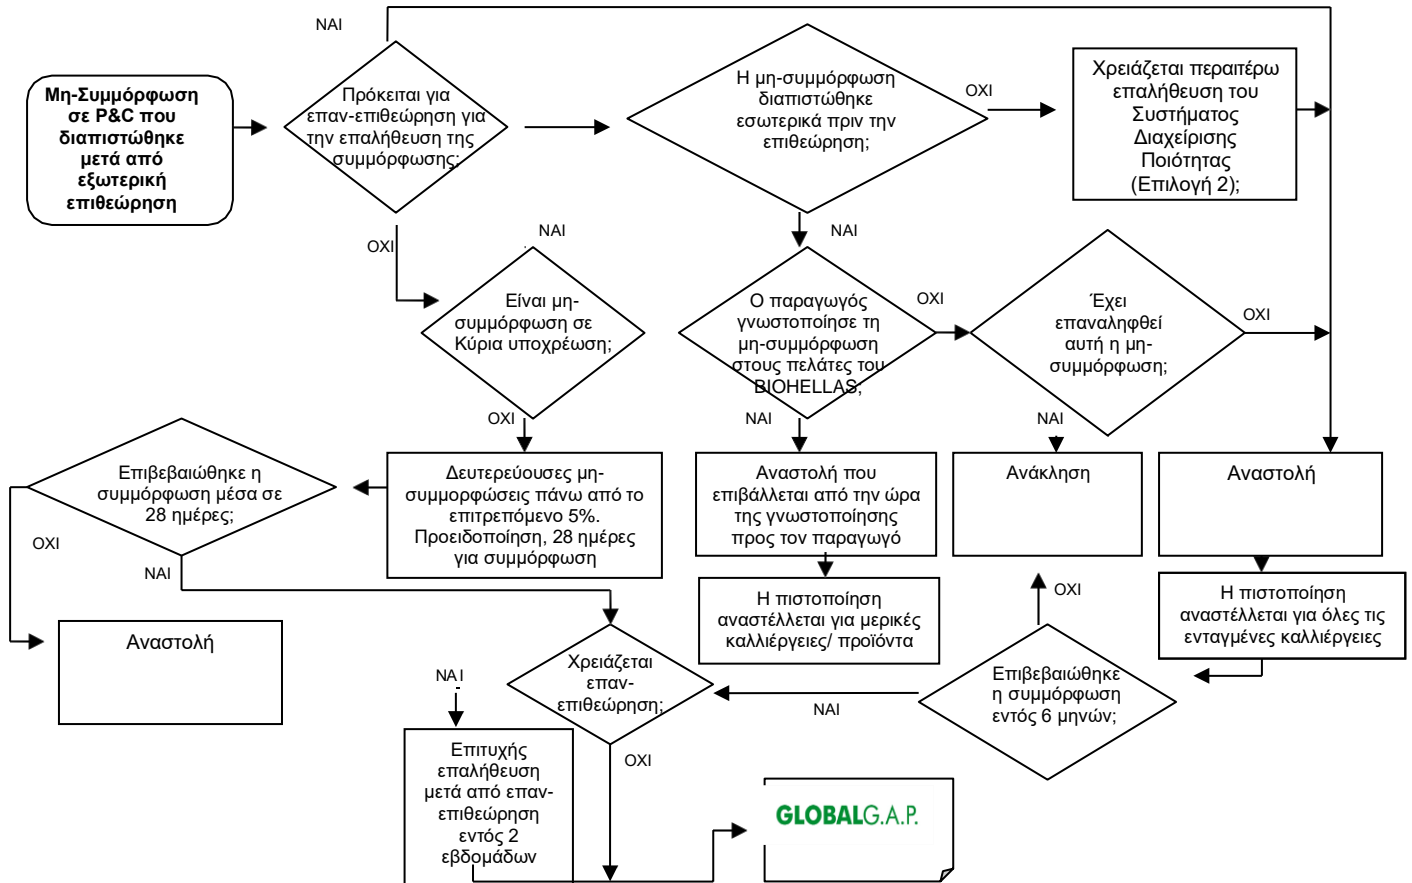 ΝΑΙ
Μη-Συμμόρφωση
σε P&C που
διαπιστώθηκε
μετά από
εξωτερική
επιθεώρηση
Πρόκειται για
επαν-επιθεώρηση για
την επαλήθευση της
συμμόρφωσης;
Η μη-συμμόρφωση
διαπιστώθηκε
εσωτερικά πριν την
επιθεώρηση;
ΟΧΙ
Χρειάζεται περαιτέρω
επαλήθευση του
Συστήματος
Διαχείρισης
Ποιότητας
(Επιλογή 2);
ΟΧΙ
ΝΑΙ
ΝΑΙ
Είναι μη-
συμμόρφωση σε
Κύρια υποχρέωση;
Ο παραγωγός
γνωστοποίησε τη
μη-συμμόρφωση
στους πελάτες του
BIOHELLAS;
ΟΧΙ
Έχει
επαναληφθεί
αυτή η μη-
συμμόρφωση;
ΟΧΙ
ΟΧΙ
ΝΑΙ
ΝΑΙ
Επιβεβαιώθηκε η
συμμόρφωση μέσα σε
28 ημέρες;
Δευτερεύουσες μη-
συμμορφώσεις πάνω από το
επιτρεπόμενο 5%.
Προειδοποίηση, 28 ημέρες
για συμμόρφωση
Αναστολή που
επιβάλλεται από την ώρα
της γνωστοποίησης
προς τον παραγωγό
Ανάκληση
Αναστολή
ΟΧΙ
ΝΑΙ
Η πιστοποίηση
αναστέλλεται για μερικές
καλλιέργειες/ προϊόντα
ΟΧΙ
Η πιστοποίηση
αναστέλλεται για όλες τις
ενταγμένες καλλιέργειες
Αναστολή
Χρειάζεται
επαν-
επιθεώρηση;
Επιβεβαιώθηκε
η συμμόρφωση
εντός 6 μηνών;
ΝΑΙ
ΝΑΙ
Επιτυχής
επαλήθευση
μετά από επαν-
επιθεώρηση
εντός 2
εβδομάδων
ΟΧΙ
GLOBALG.A.P.